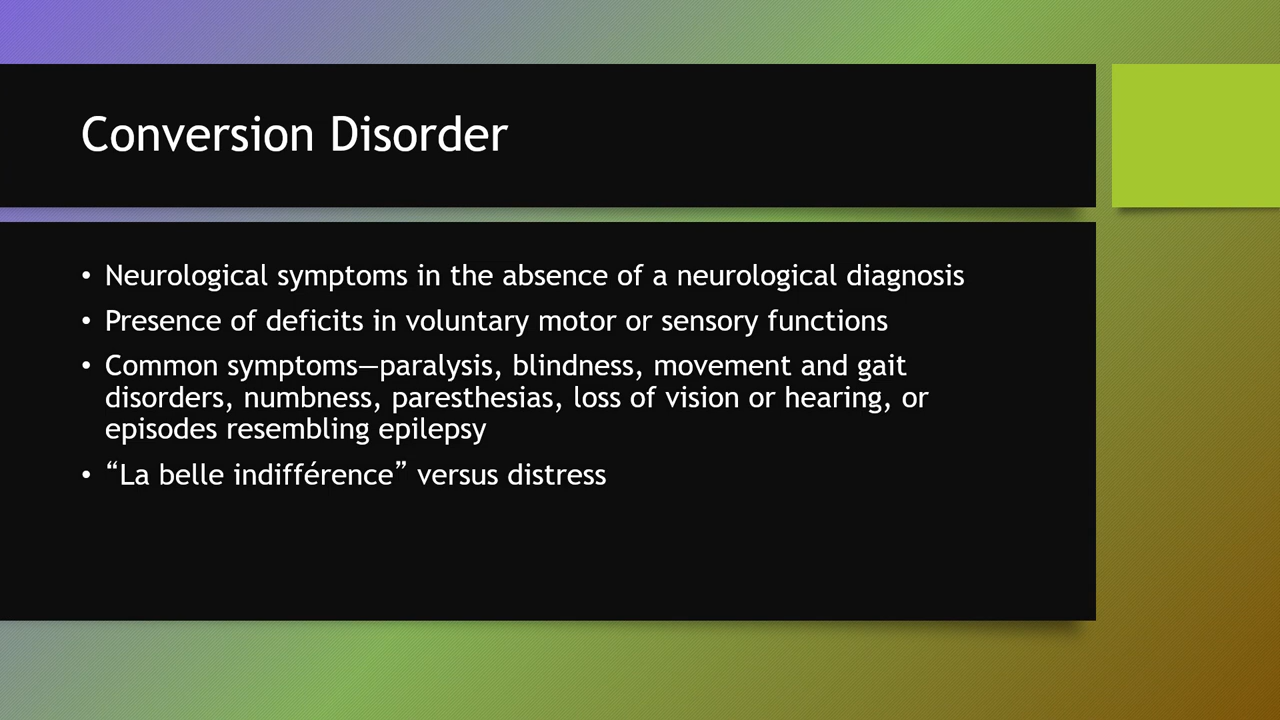 Conversion Disorder
• Neurological symptoms in the absence of a neurological diagnosis
• Presence of deficits in voluntary motor or sensory functions
• Common symptoms—paralysis, blindness, movement and gait
disorders, numbness, paresthesias, loss of vision or hearing, or
episodes resembling epilepsy
• “La belle indifférence” versus distress